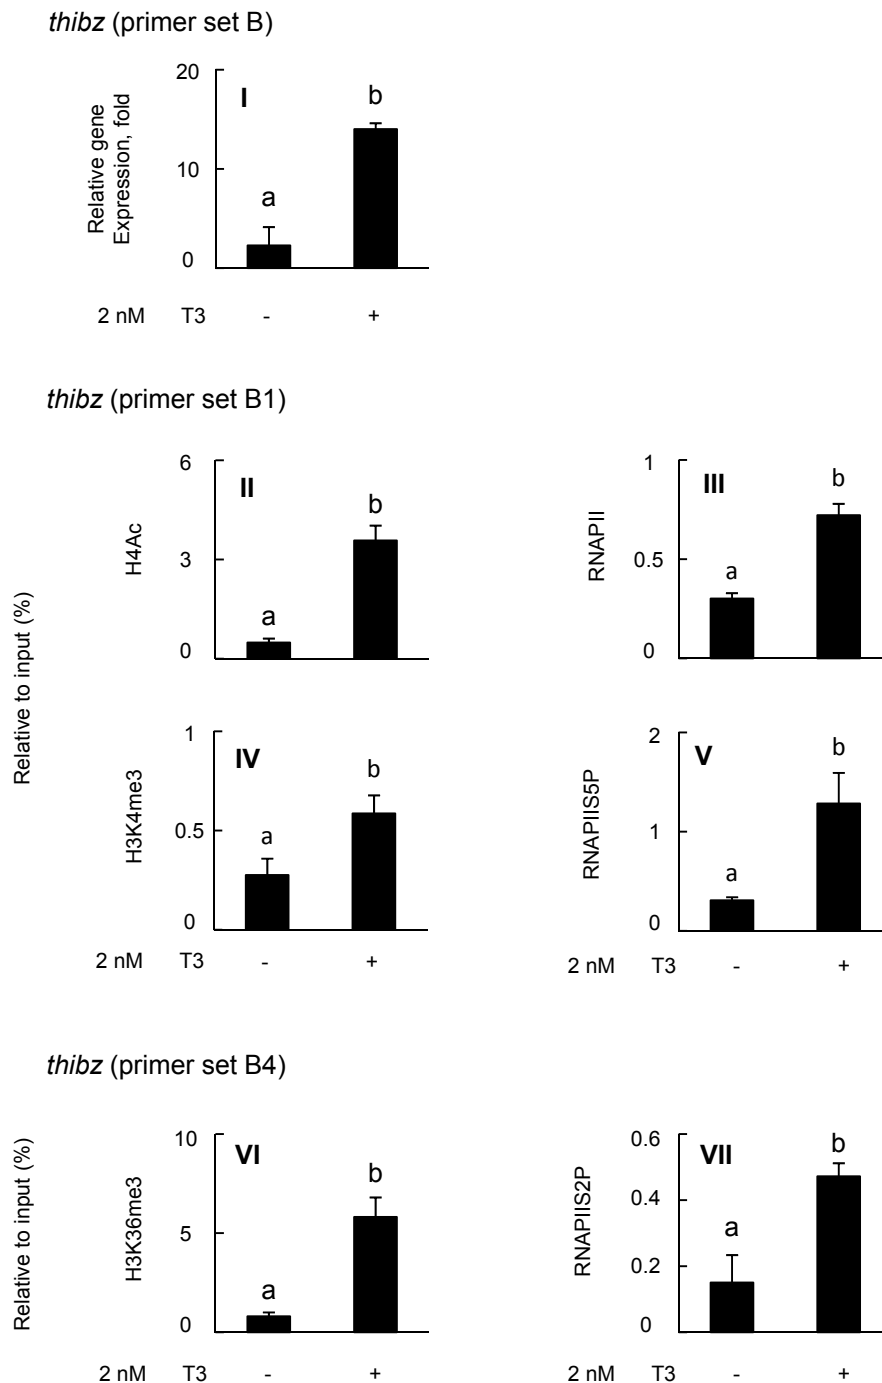 thibz (primer set B)
Relative gene
Expression, fold
20
10
0
I
a
b
2 nM T3 - +
thibz (primer set B1)
Relative to input (%)
H4Ac
6
3
0
II
a
b
RNAPII
1
0.5
0
III
a
b
H3K4me3
1
0.5
0
IV
a
b
2 nM T3 - +
RNAPIIS5P
2
1
0
V
a
b
2 nM T3 - +
thibz (primer set B4)
Relative to input (%)
H3K36me3
10
5
0
VI
a
b
2 nM T3 - +
RNAPIIS2P
0.6
0.4
0.2
0
VII
a
b
2 nM T3 - +